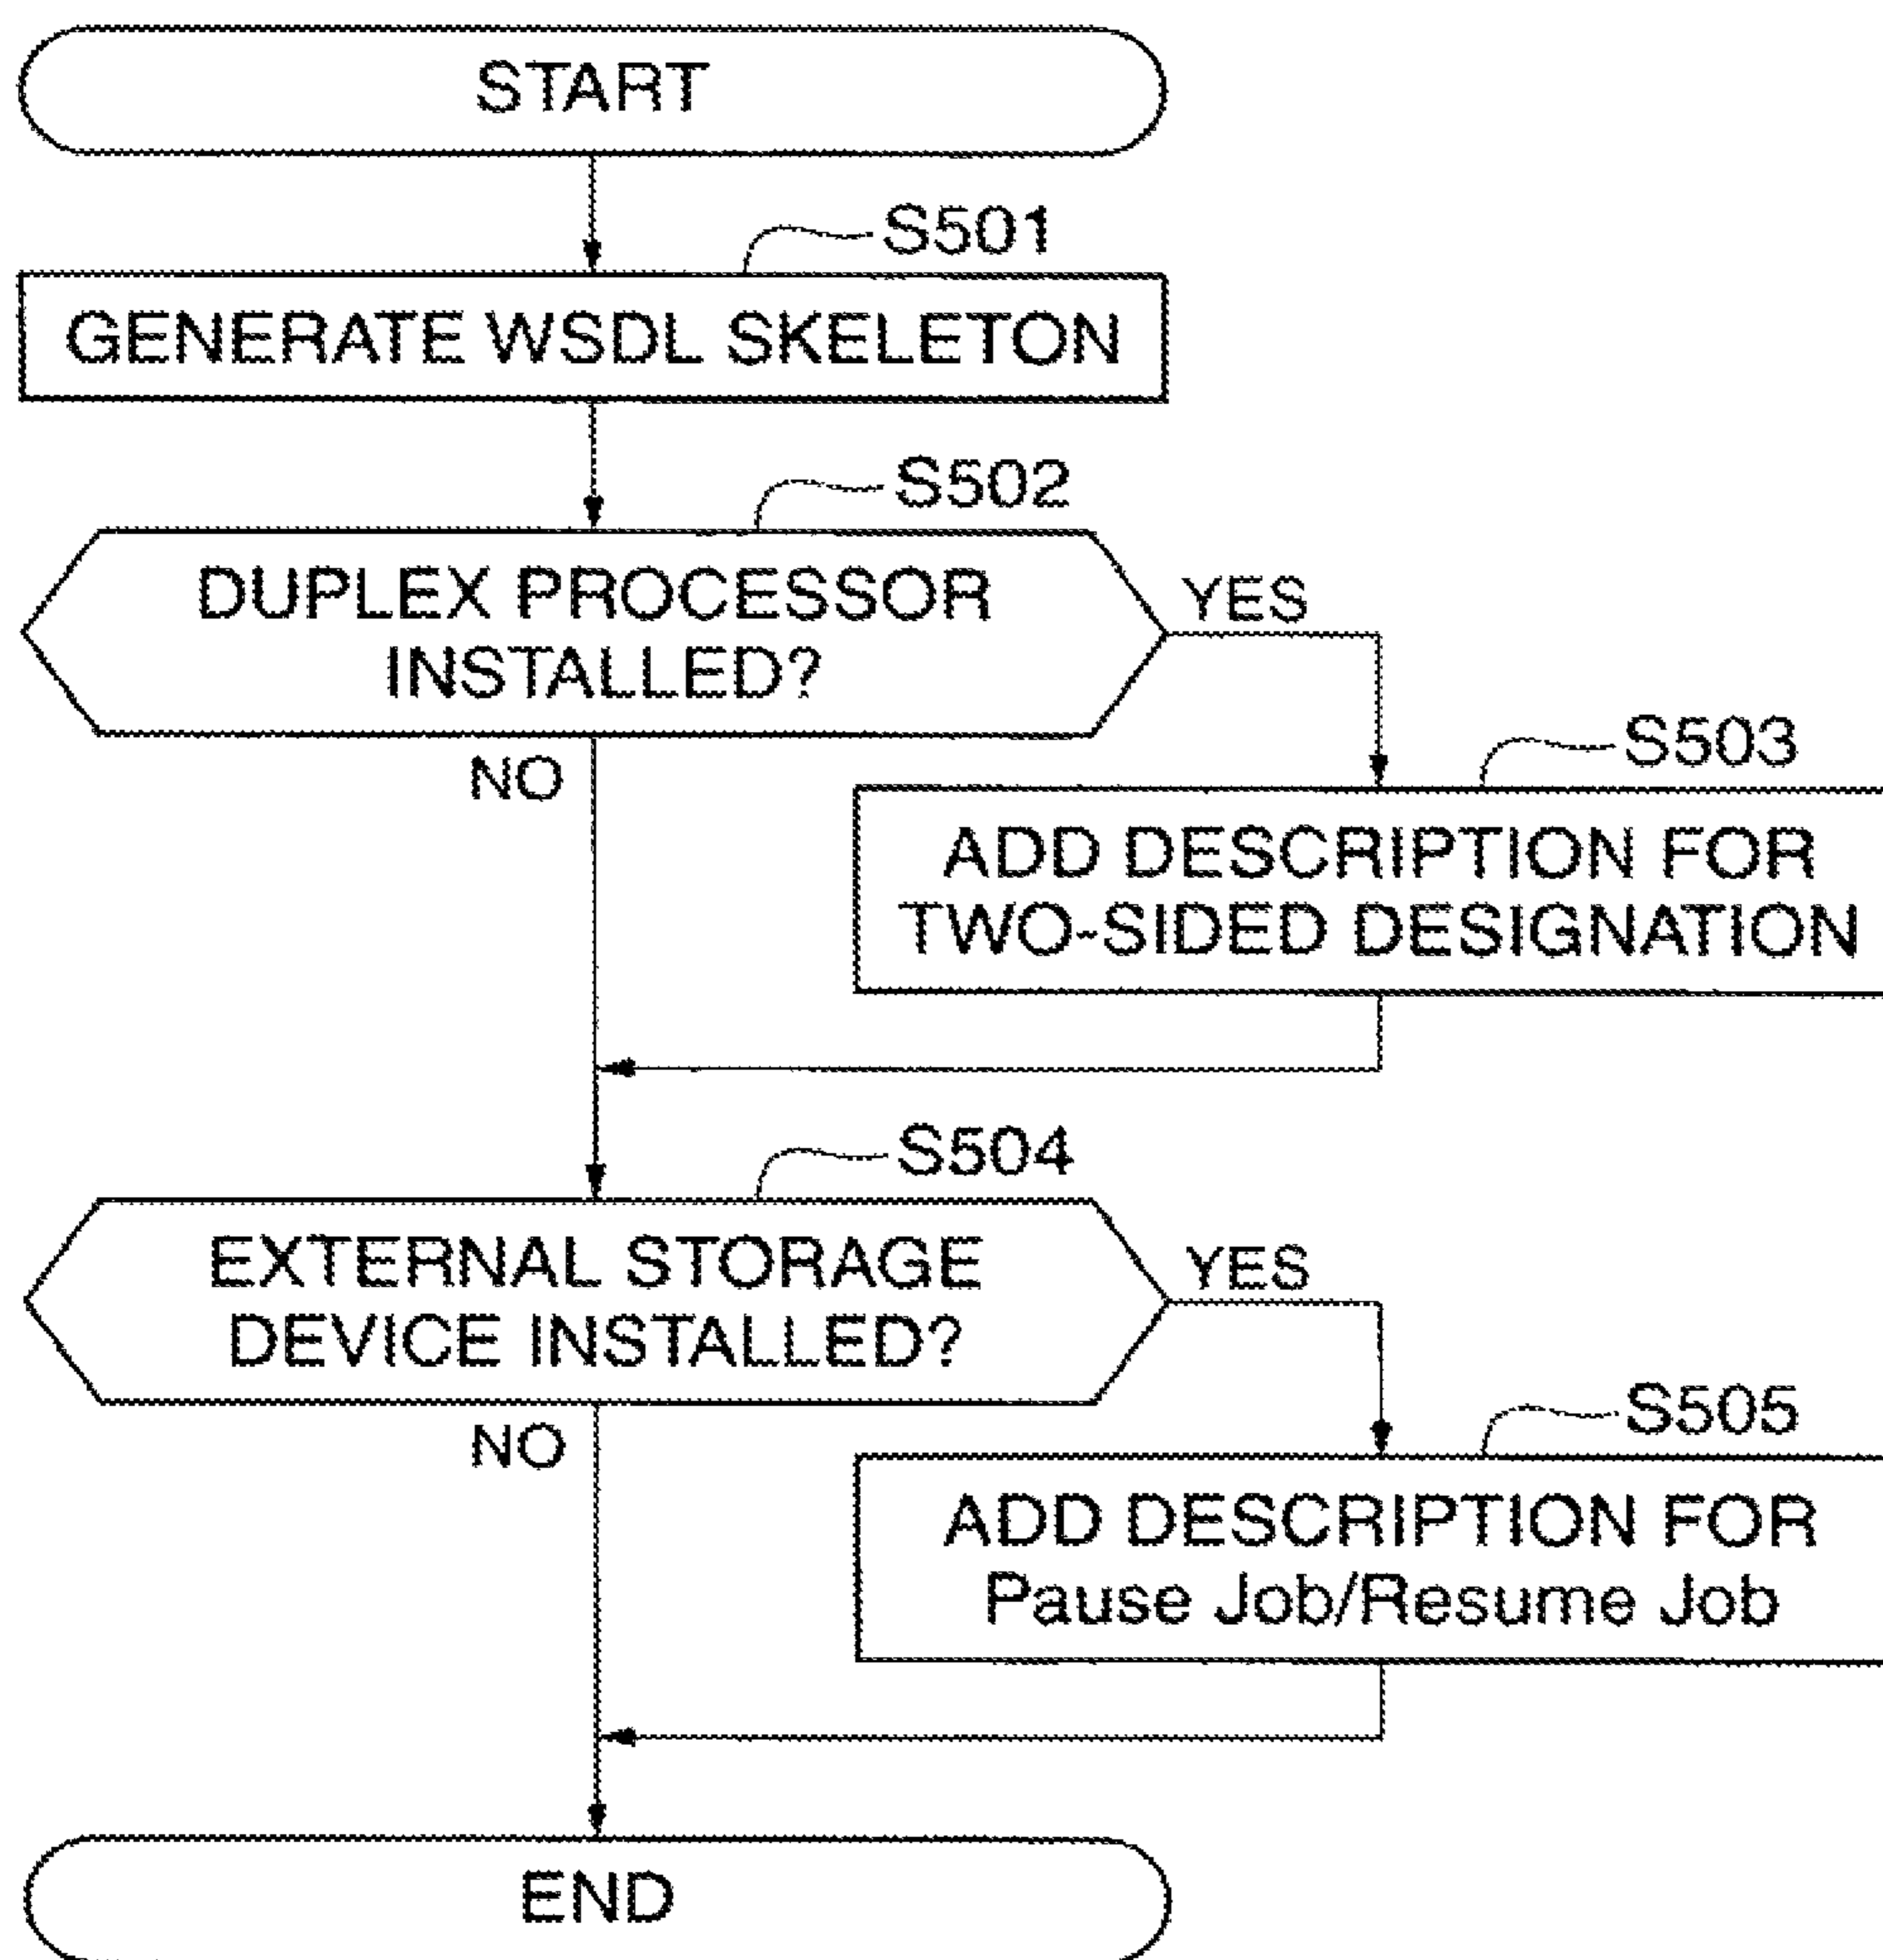 START
S501
GENERATE WSDL SKELETON
S502
DUPLEX PROCESSOR
INSTALLED?
YES
NO
S503
ADD DESCRIPTION FOR
TWO-SIDED DESIGNATION
S504
EXTERNAL STORAGE
DEVICE INSTALLED?
YES
NO
S505
ADD DESCRIPTION FOR
Pause Job/Resume Job
END